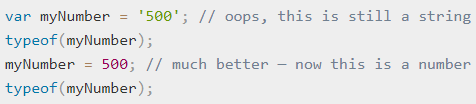 var myNumber = '500'; // oops, this is still a string
typeof(myNumber);
myNumber = 500; // much better — now this is a number
typeof(myNumber);